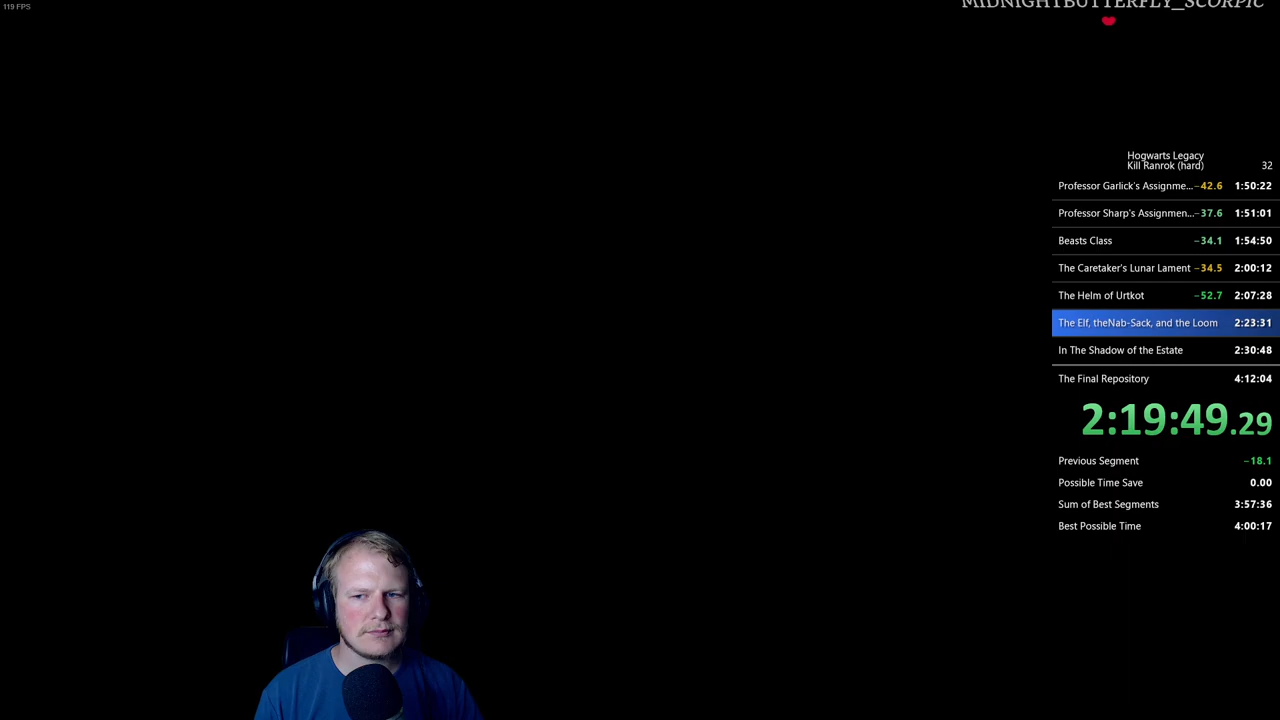 119 FPS
MIDNIGHTBUTTERFLY_SCORPIC
Hogwarts Legacy
Kill Ranrok (hard) 32
Professor Garlick's Assignme... -42.6 1:50:22
Professor Sharp's Assignmen... -37.6 1:51:01
Beasts Class -34.1 1:54:50
The Caretaker's Lunar Lament -34.5 2:00:12
The Helm of Urtkot -52.7 2:07:28
The Elf, theNab-Sack, and the Loom 2:23:31
In The Shadow of the Estate 2:30:48
The Final Repository 4:12:04
2:19:49.29
Previous Segment -18.1
Possible Time Save 0.00
Sum of Best Segments 3:57:36
Best Possible Time 4:00:17